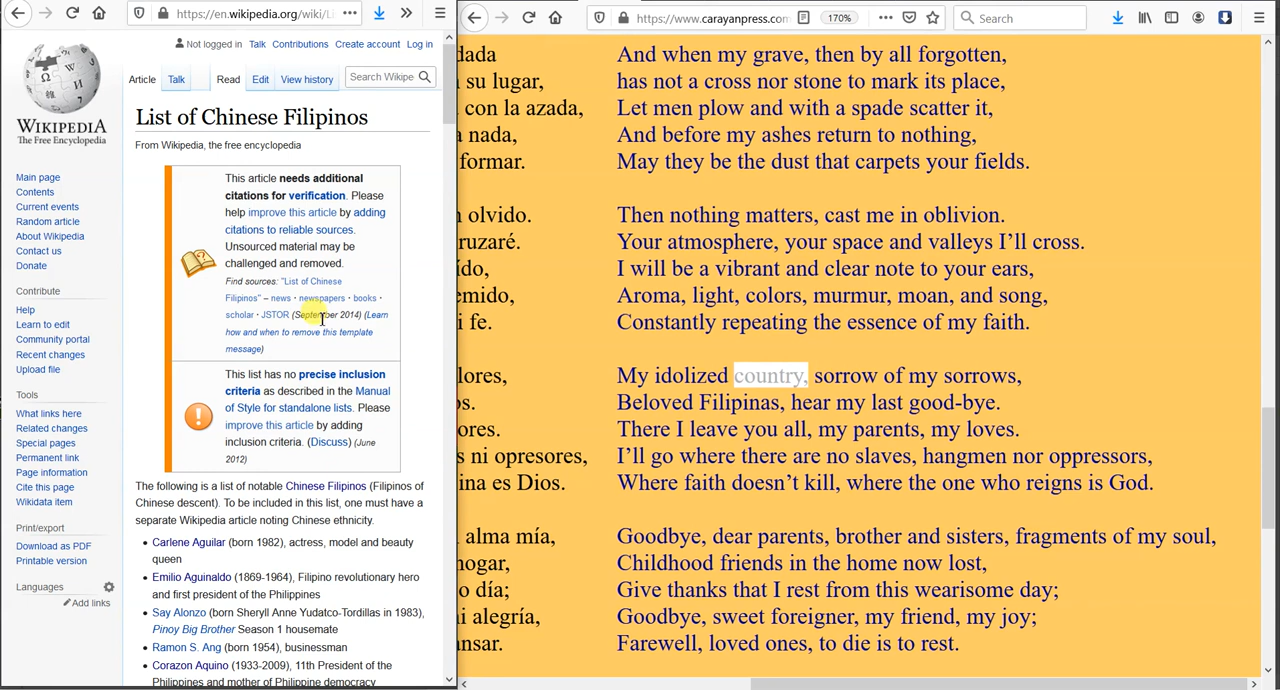 https://en.wikipedia.org/wiki/Li
Not logged in Talk Contributions Create account Log in
Article Talk Read Edit View history Search Wikipe
WIKIPEDIA
The Free Encyclopedia
Main page
Contents
Current events
Random article
About Wikipedia
Contact us
Donate
Contribute
Help
Learn to edit
Community portal
Recent changes
Upload file
Tools
What links here
Related changes
Special pages
Permanent link
Page information
Cite this page
Wikidata item
Print/export
Download as PDF
Printable version
Languages
Add links
List of Chinese Filipinos
From Wikipedia, the free encyclopedia
This article needs additional
citations for verification. Please
help improve this article by adding
citations to reliable sources.
Unsourced material may be
challenged and removed.
Find sources: "List of Chinese
Filipinos" – news · newspapers · books ·
scholar · JSTOR (September 2014) (Learn
how and when to remove this template
message)
This list has no precise inclusion
criteria as described in the Manual
of Style for standalone lists. Please
improve this article by adding
inclusion criteria. (Discuss) (June
2012)
The following is a list of notable Chinese Filipinos (Filipinos of
Chinese descent). To be included in this list, one must have a
separate Wikipedia article noting Chinese ethnicity.
• Carlene Aguilar (born 1982), actress, model and beauty
queen
• Emilio Aguinaldo (1869-1964), Filipino revolutionary hero
and first president of the Philippines
• Say Alonzo (born Sheryll Anne Yudatco-Tordillas in 1983),
Pinoy Big Brother Season 1 housemate
• Ramon S. Ang (born 1954), businessman
• Corazon Aquino (1933-2009), 11th President of the
Philippines and mother of Philippine democracy
https://www.carayanpress.com 170% Search
dada And when my grave, then by all forgotten,
su lugar, has not a cross nor stone to mark its place,
con la azada, Let men plow and with a spade scatter it,
a nada, And before my ashes return to nothing,
formar. May they be the dust that carpets your fields.
n olvido. Then nothing matters, cast me in oblivion.
ruzaré. Your atmosphere, your space and valleys I'll cross.
ído, I will be a vibrant and clear note to your ears,
emido, Aroma, light, colors, murmur, moan, and song,
i fe. Constantly repeating the essence of my faith.
lores, My idolized country, sorrow of my sorrows,
os. Beloved Filipinas, hear my last good-bye.
ores. There I leave you all, my parents, my loves.
s ni opresores, I'll go where there are no slaves, hangmen nor oppressors,
ina es Dios. Where faith doesn't kill, where the one who reigns is God.
alma mía, Goodbye, dear parents, brother and sisters, fragments of my soul,
hogar, Childhood friends in the home now lost,
o día; Give thanks that I rest from this wearisome day;
i alegría, Goodbye, sweet foreigner, my friend, my joy;
ansar. Farewell, loved ones, to die is to rest.